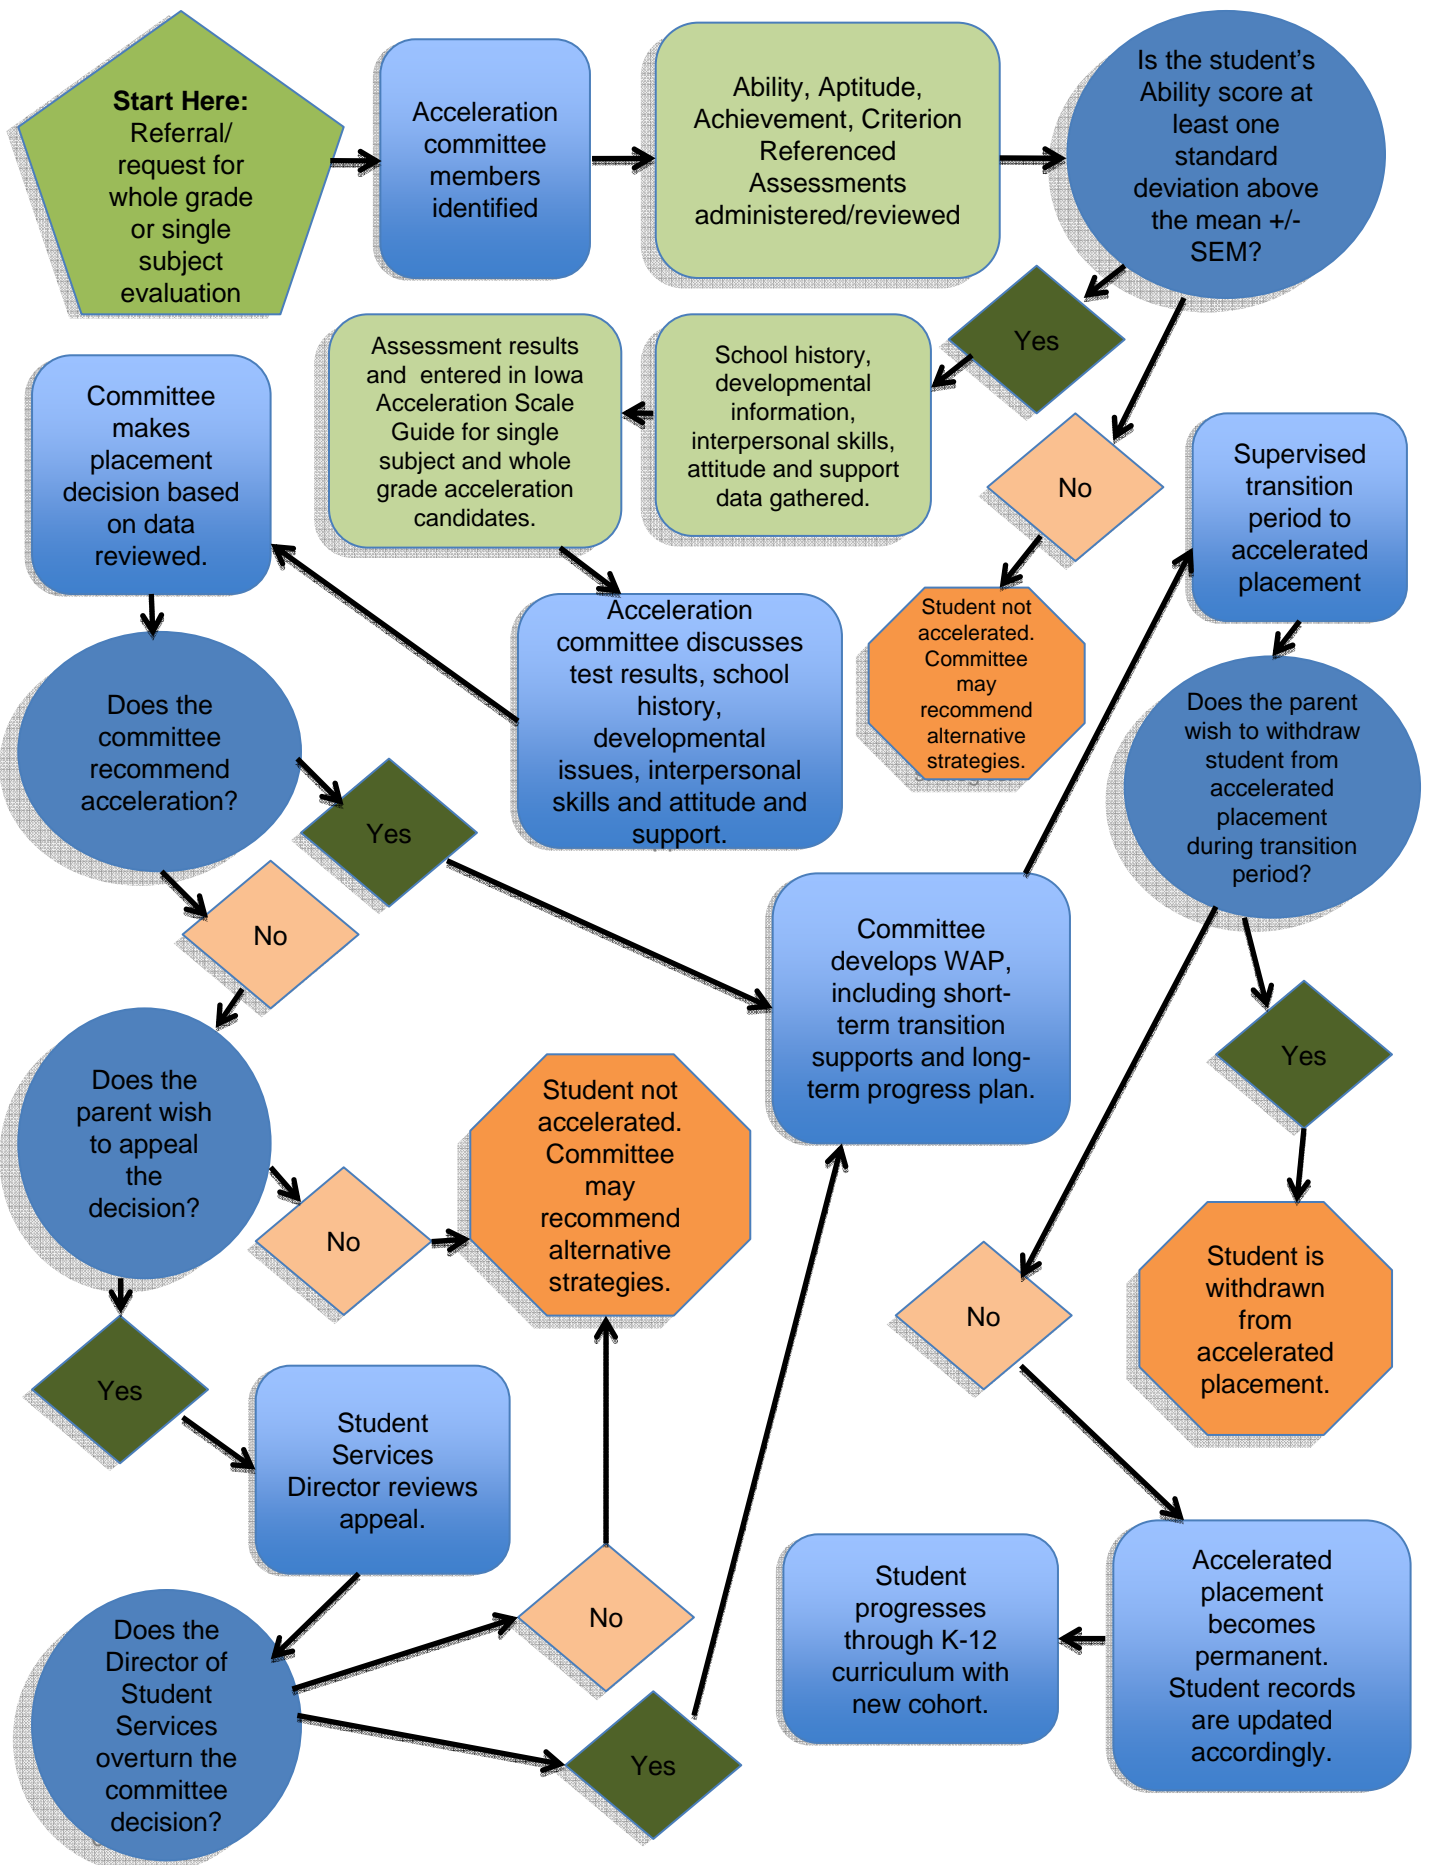 Start Here:
Referral/
request for
whole grade
or single
subject
evaluation
Acceleration
committee
members
identified
Ability, Aptitude,
Achievement, Criterion
Referenced
Assessments
administered/reviewed
Is the student’s
Ability score at
least one
standard
deviation above
the mean +/-
SEM?
Yes
No
School history,
developmental
information,
interpersonal skills,
attitude and support
data gathered.
Assessment results
and entered in Iowa
Acceleration Scale
Guide for single
subject and whole
grade acceleration
candidates.
Committee
makes
placement
decision based
on data
reviewed.
Supervised
transition
period to
accelerated
placement
Student not
accelerated.
Committee
may
recommend
alternative
strategies.
Acceleration
committee discusses
test results, school
history,
developmental
issues, interpersonal
skills and attitude and
support.
Does the
committee
recommend
acceleration?
Yes
No
Does the parent
wish to withdraw
student from
accelerated
placement
during transition
period?
Committee
develops WAP,
including short-
term transition
supports and long-
term progress plan.
Yes
Does the
parent wish
to appeal
the
decision?
No
Student not
accelerated.
Committee
may
recommend
alternative
strategies.
No
Student is
withdrawn
from
accelerated
placement.
Yes
Student
Services
Director reviews
appeal.
Does the
Director of
Student
Services
overturn the
committee
decision?
No
Yes
Student
progresses
through K-12
curriculum with
new cohort.
Accelerated
placement
becomes
permanent.
Student records
are updated
accordingly.